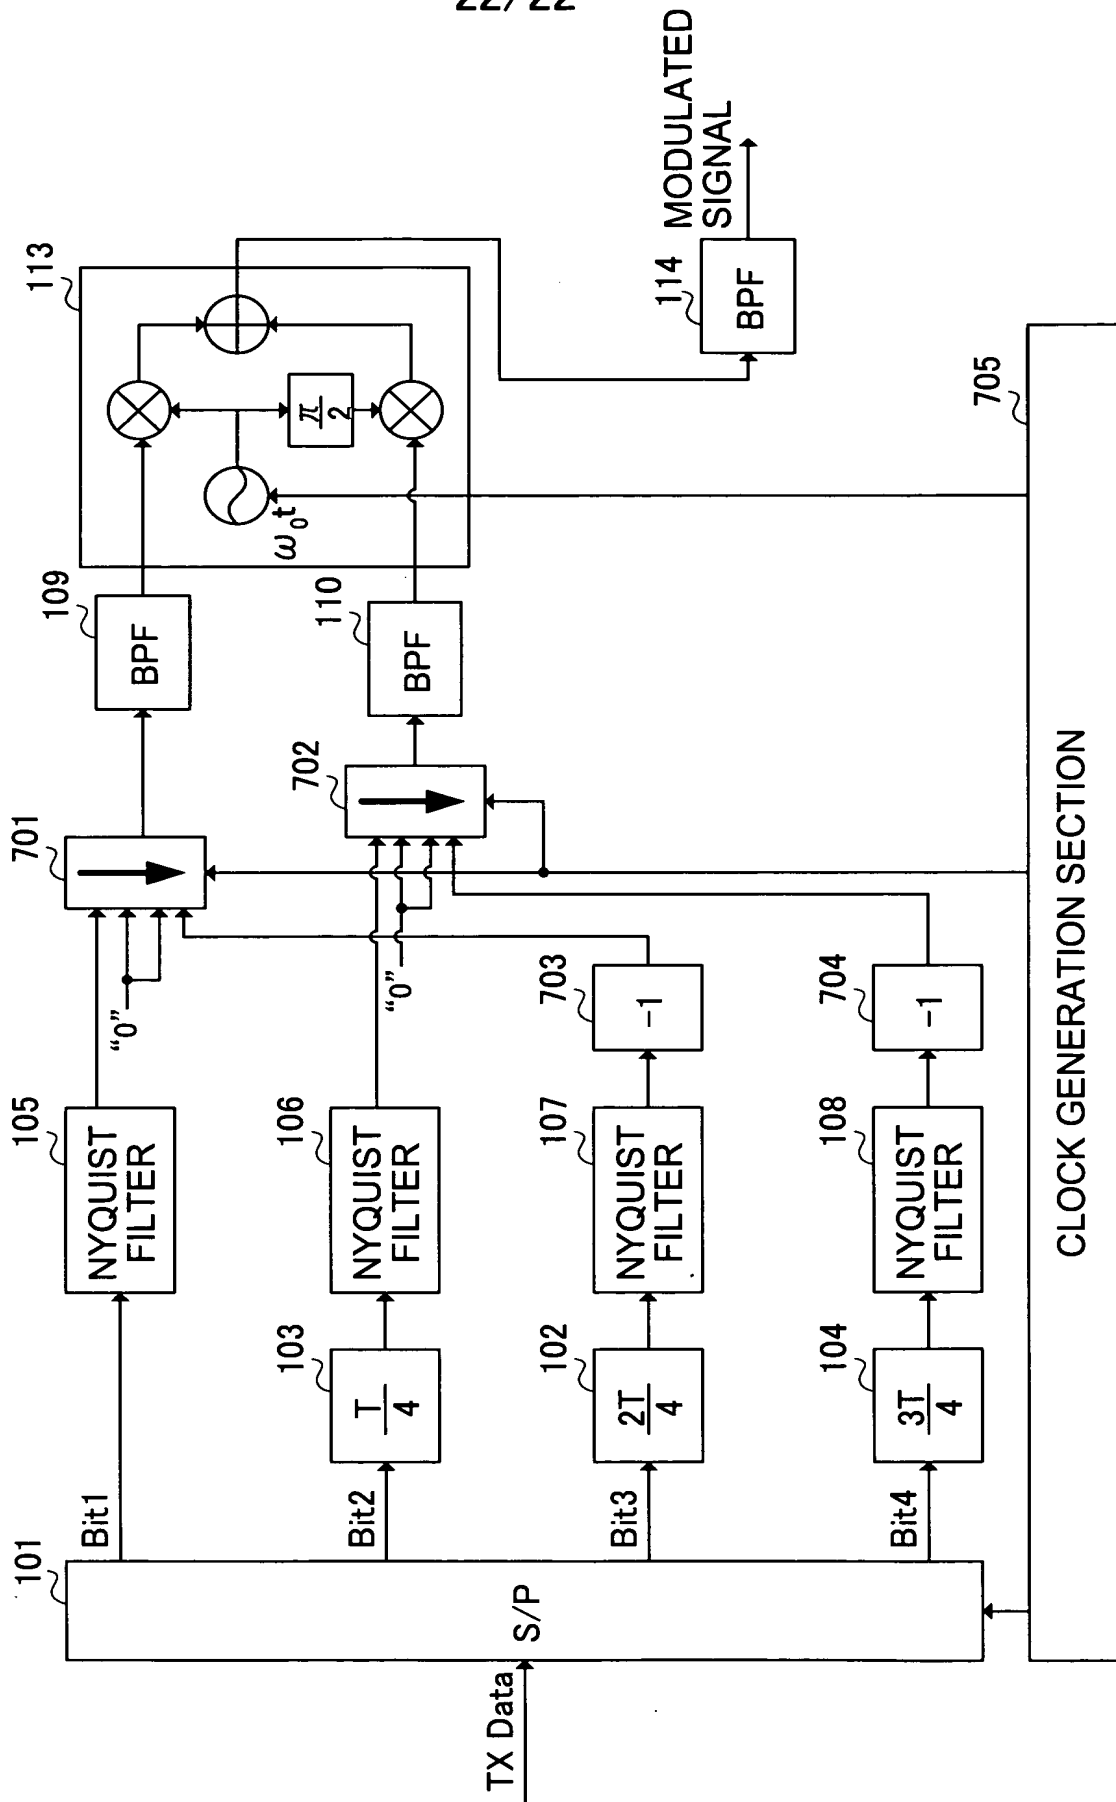 22/22
TX Data
101
S/P
Bit1
Bit2
Bit3
Bit4
103
T
4
102
2T
4
104
3T
4
105
NYQUIST
FILTER
106
NYQUIST
FILTER
107
NYQUIST
FILTER
108
NYQUIST
FILTER
"0"
"0"
703
-1
704
-1
701
702
109
BPF
110
BPF
113
ω0t
π
2
114
BPF
MODULATED
SIGNAL
705
CLOCK GENERATION SECTION